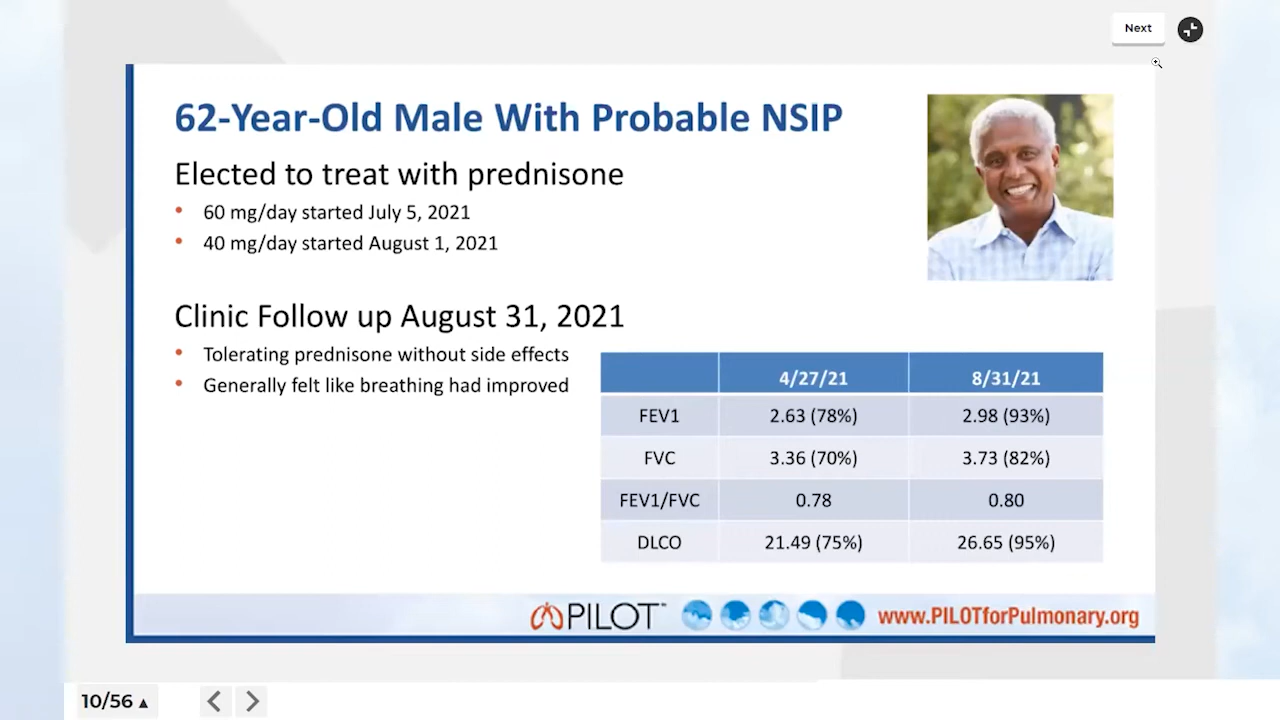 Next
62-Year-Old Male With Probable NSIP
Elected to treat with prednisone
• 60 mg/day started July 5, 2021
• 40 mg/day started August 1, 2021
Clinic Follow up August 31, 2021
• Tolerating prednisone without side effects
• Generally felt like breathing had improved
4/27/21 8/31/21
FEV1 2.63 (78%) 2.98 (93%)
FVC 3.36 (70%) 3.73 (82%)
FEV1/FVC 0.78 0.80
DLCO 21.49 (75%) 26.65 (95%)
PILOT™ www.PILOTforPulmonary.org
10/56 ▲